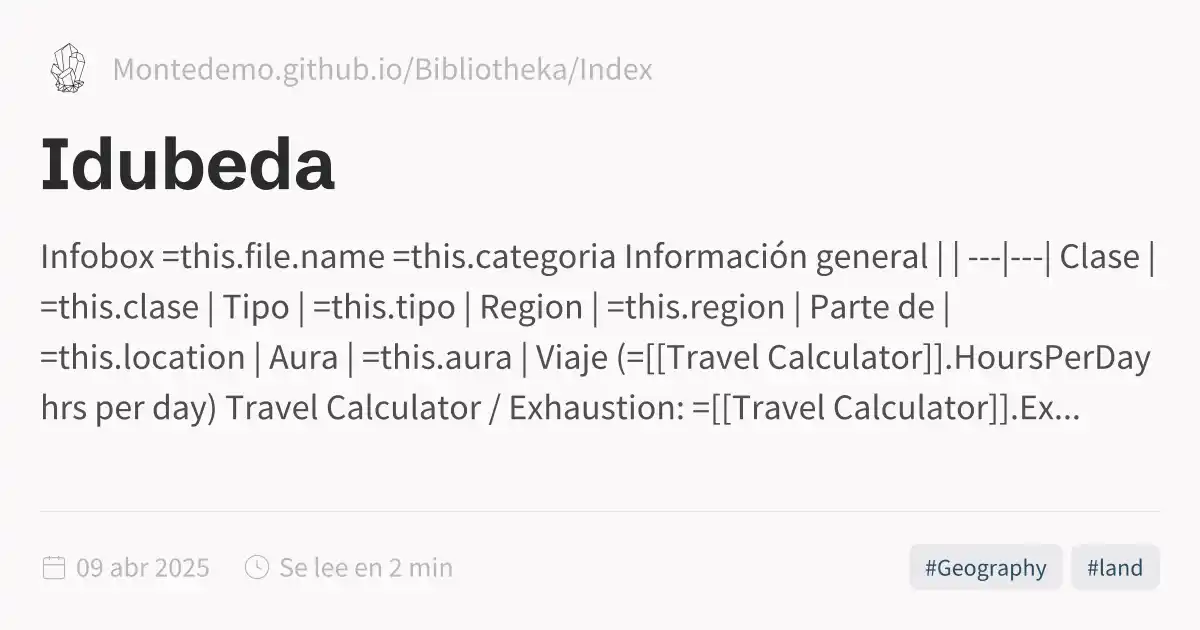 Montedemo.github.io/Bibliotheka/Index
Idubeda
Infobox =this.file.name =this.categoria Información general | | ---|---| Clase |
=this.clase | Tipo | =this.tipo | Region | =this.region | Parte de |
=this.location | Aura | =this.aura | Viaje (=[[Travel Calculator]].HoursPerDay
hrs per day) Travel Calculator / Exhaustion: =[[Travel Calculator]].Ex...
09 abr 2025 Se lee en 2 min #Geography #land